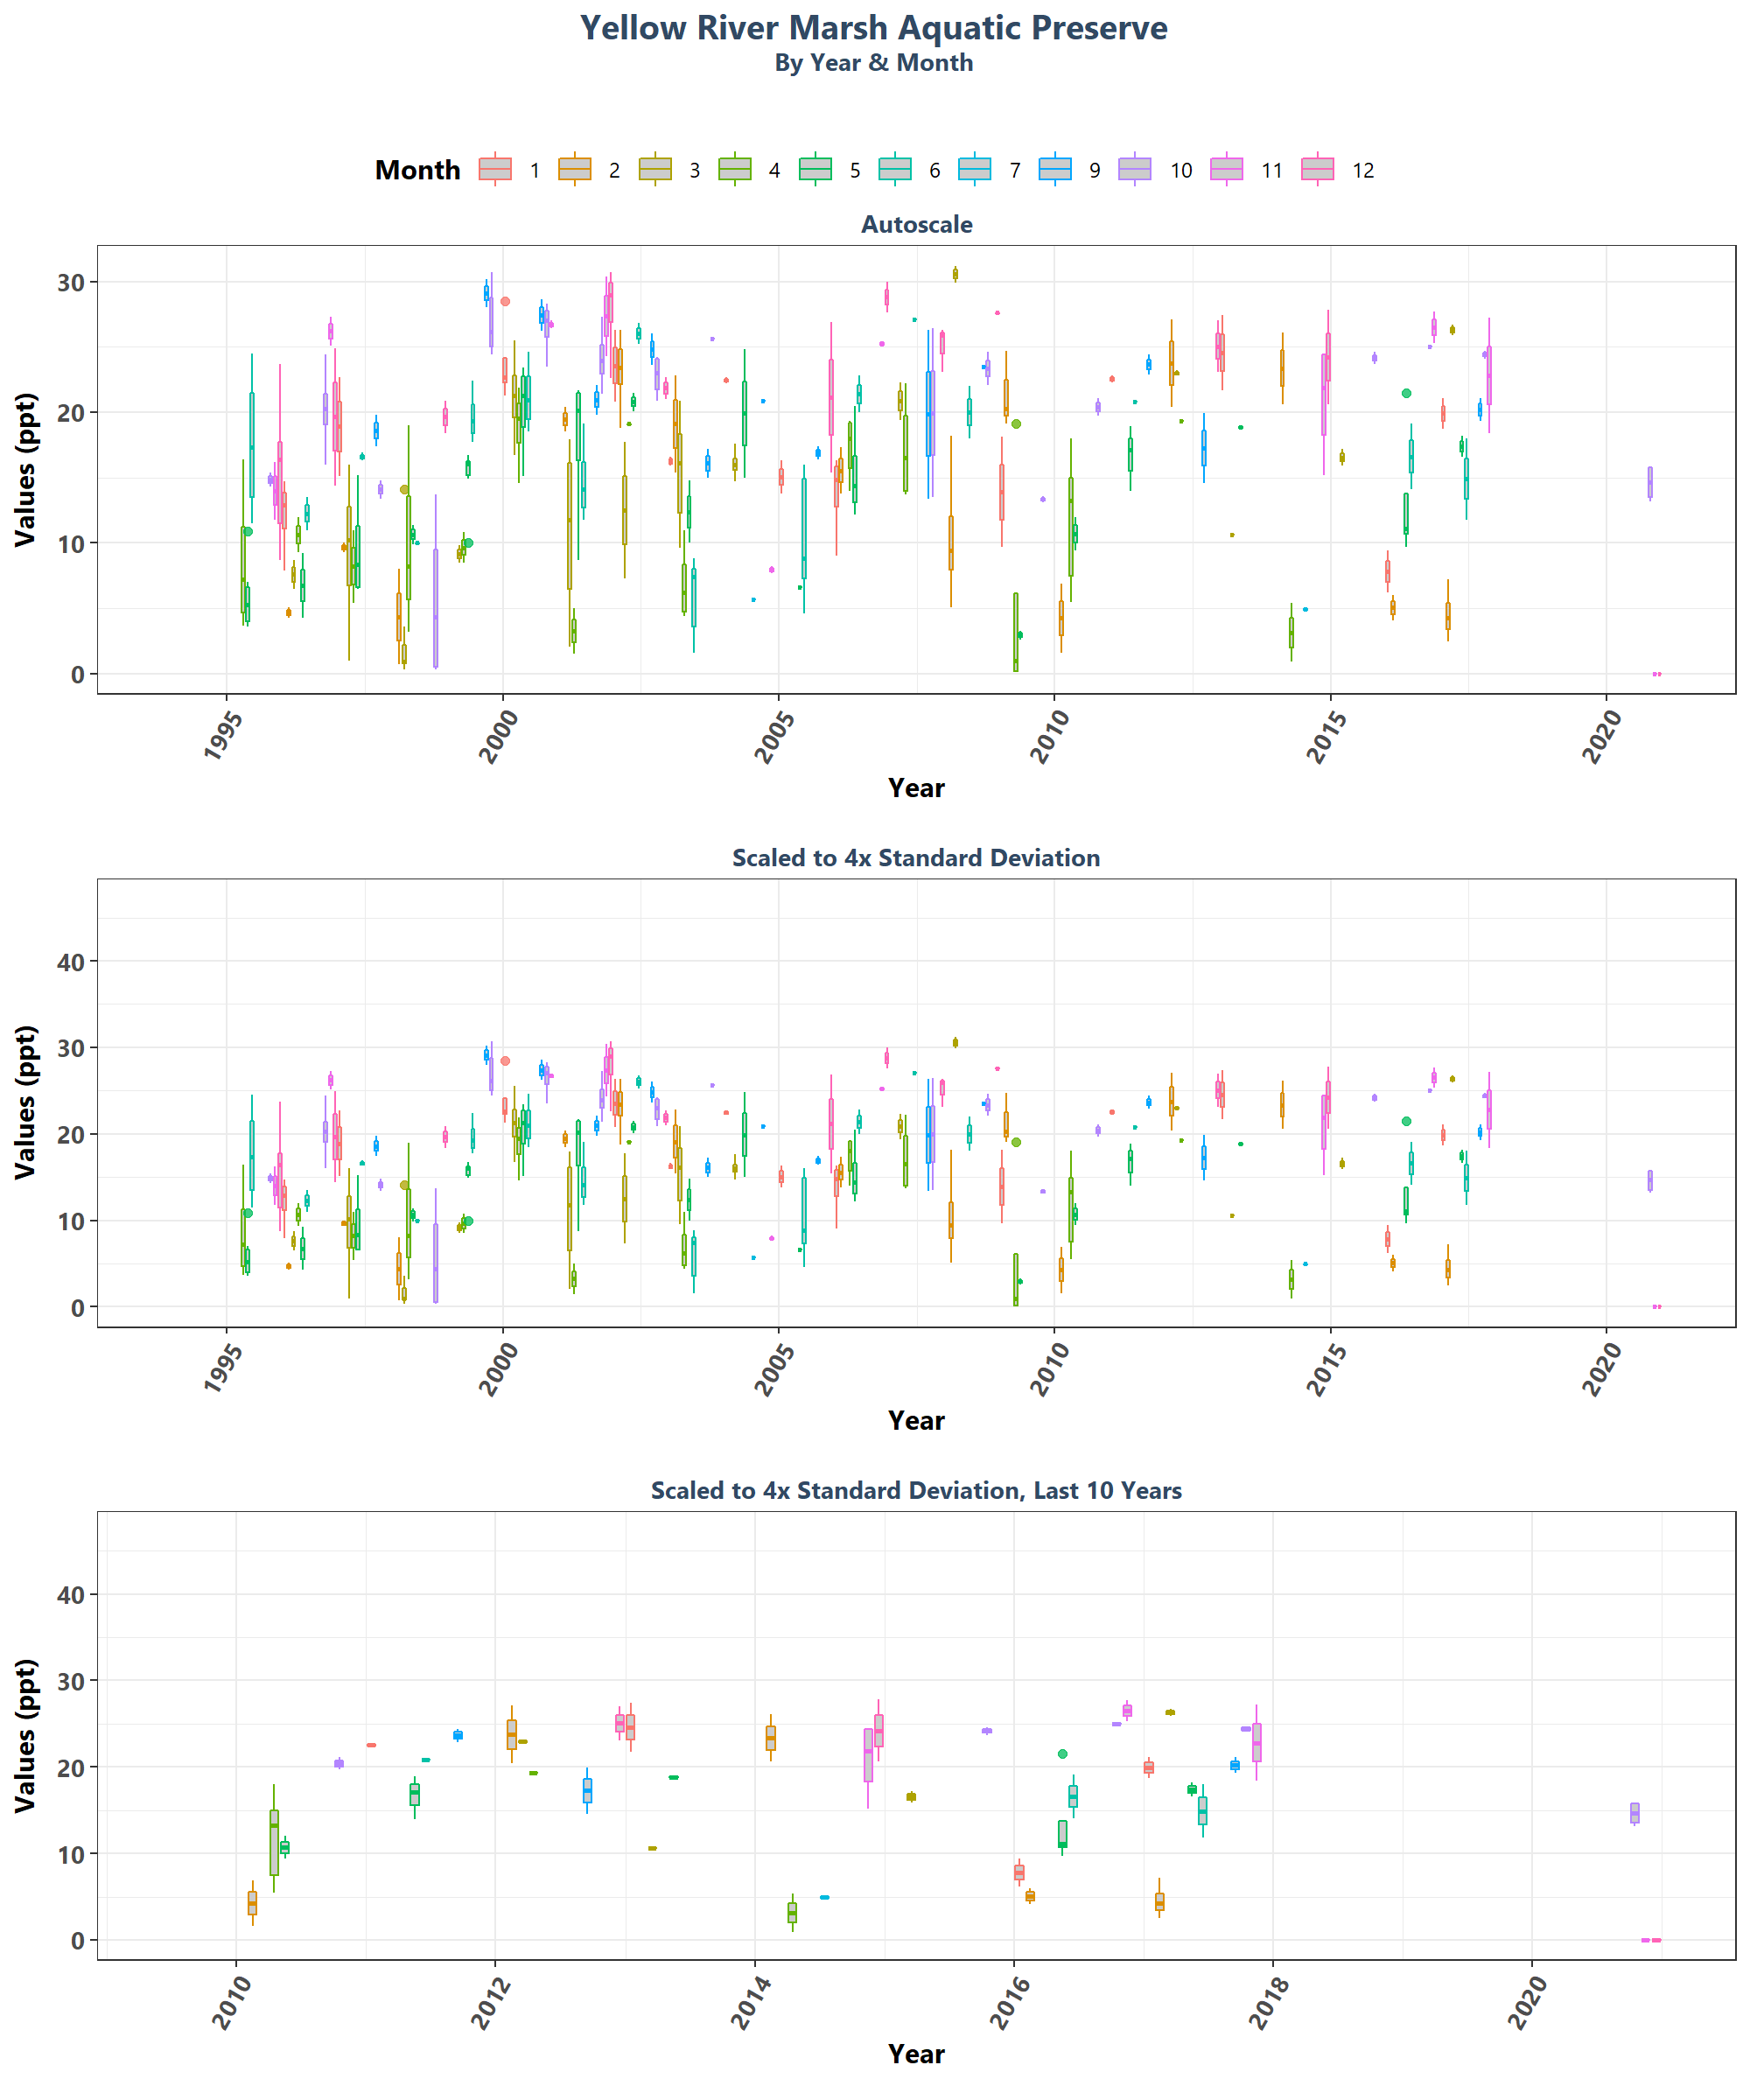 Yellow River Marsh Aquatic Preserve
By Year & Month
Month 1 2 3 4 5 6 7 9 10 11 12
Autoscale
Values (ppt)
30
20
10
0
1995 2000 2005 2010 2015 2020
Year
Scaled to 4x Standard Deviation
Values (ppt)
40
30
20
10
0
1995 2000 2005 2010 2015 2020
Year
Scaled to 4x Standard Deviation, Last 10 Years
Values (ppt)
40
30
20
10
0
2010 2012 2014 2016 2018 2020
Year